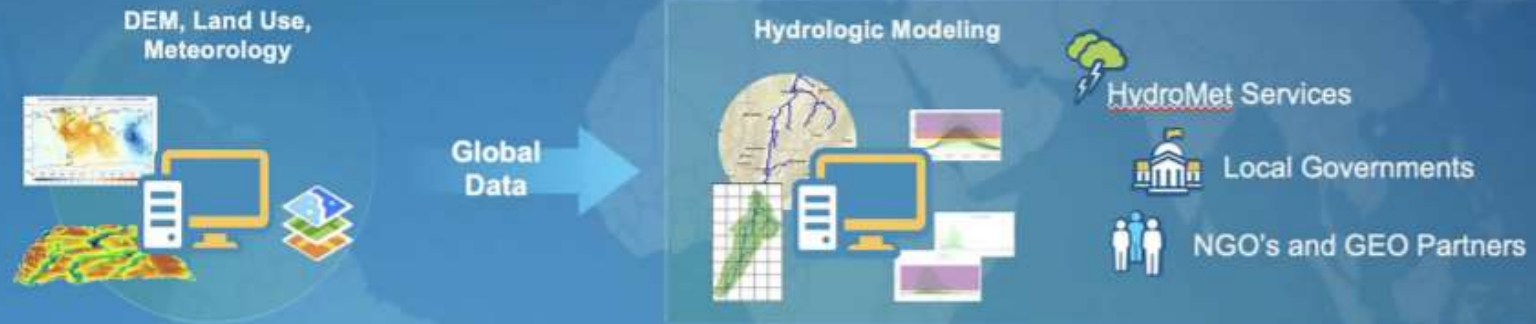 DEM, Land Use,
Meteorology
Global
Data
Hydrologic Modeling
HydroMet Services
Local Governments
NGO's and GEO Partners